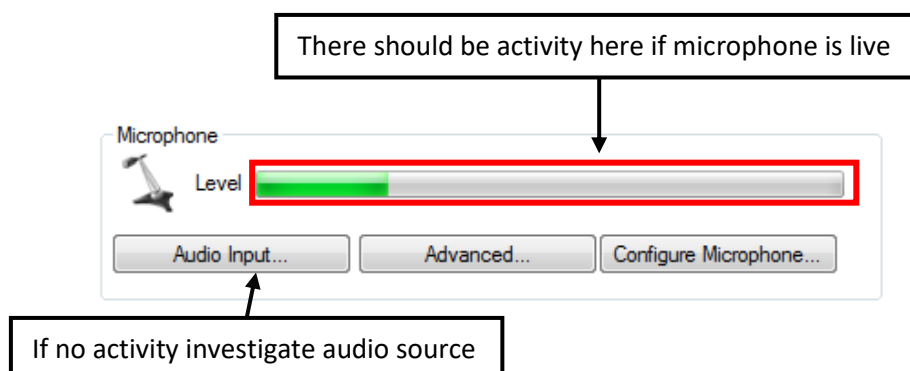 There should be activity here if microphone is live
Microphone
Level
Audio Input...
Advanced...
Configure Microphone...
If no activity investigate audio source